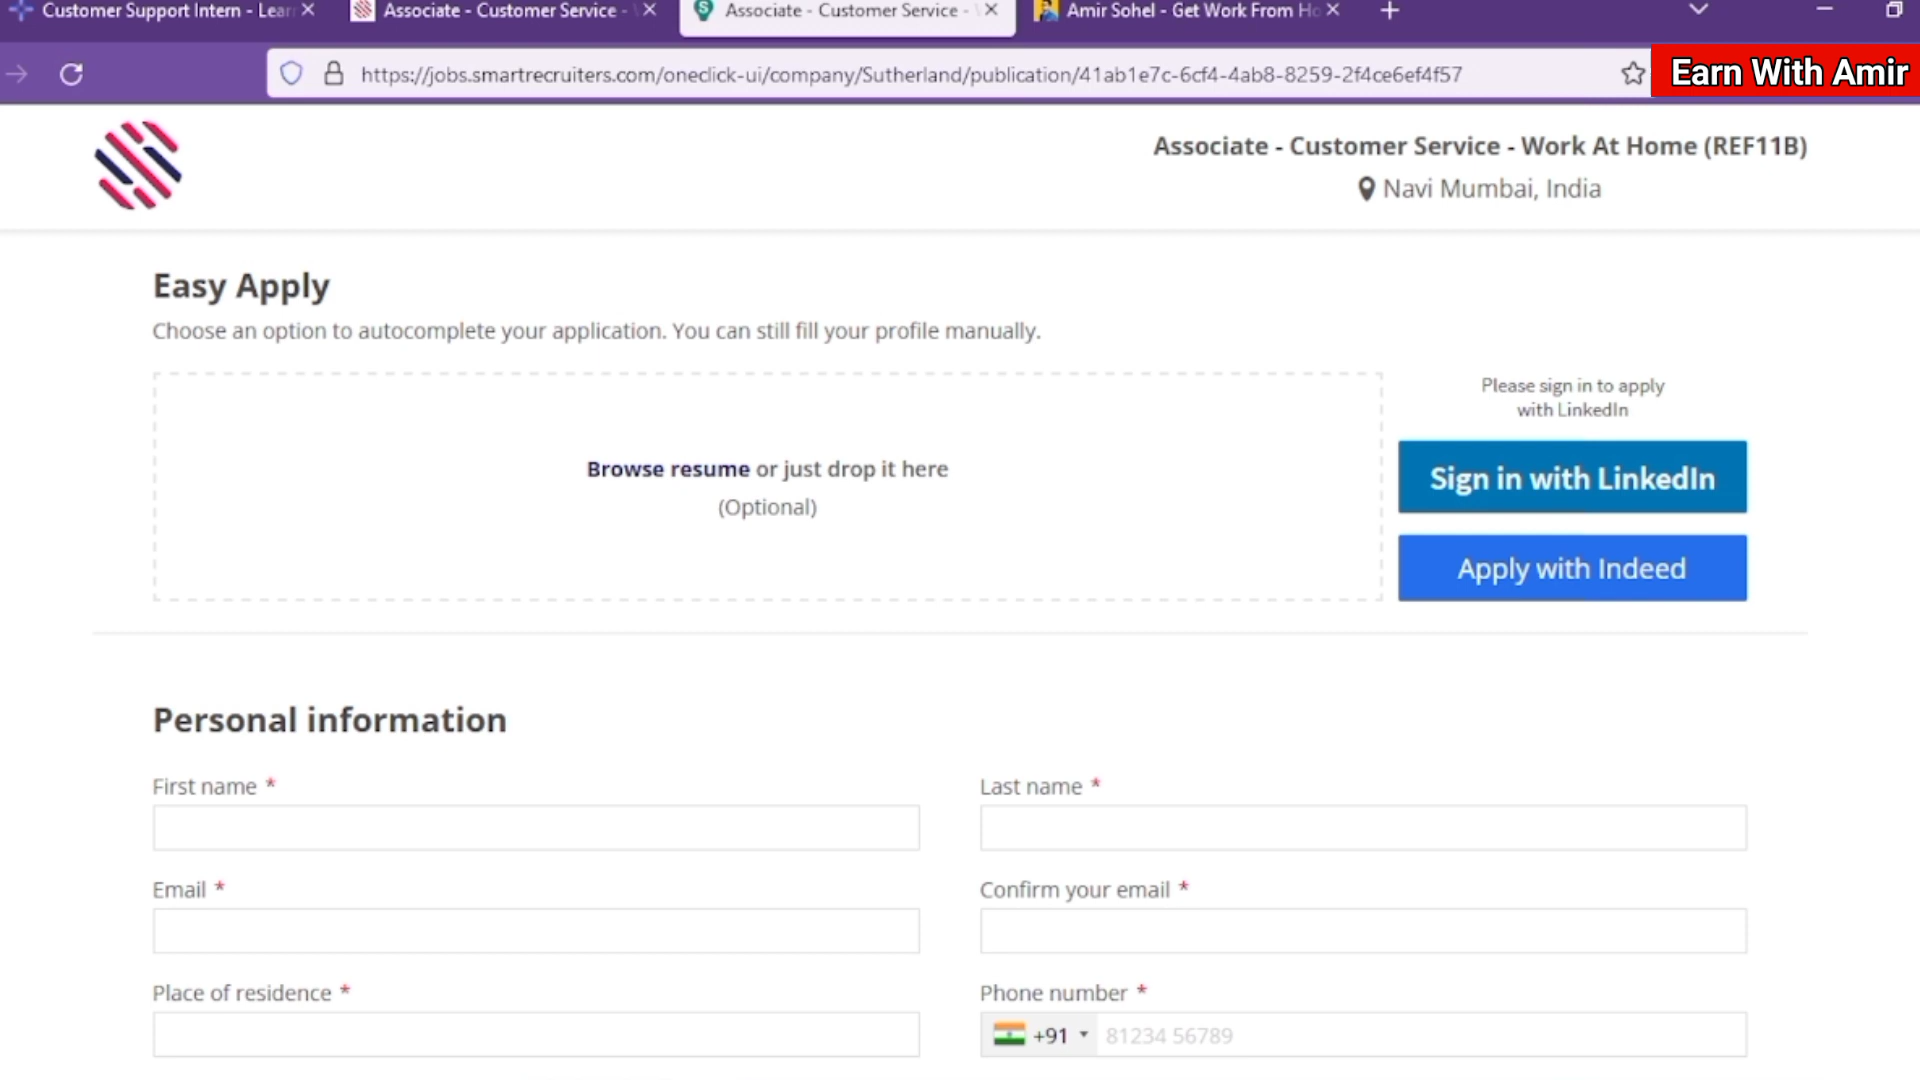 Customer Support Intern - Lear
Associate - Customer Service -
Associate - Customer Service -
Amir Sohel - Get Work From Ho
https://jobs.smartrecruiters.com/oneclick-ui/company/Sutherland/publication/41ab1e7c-6cf4-4ab8-8259-2f4ce6ef4f57
Earn With Amir
Associate - Customer Service - Work At Home (REF11B)
Navi Mumbai, India
Easy Apply
Choose an option to autocomplete your application. You can still fill your profile manually.
Please sign in to apply
with LinkedIn
Browse resume or just drop it here
(Optional)
Sign in with LinkedIn
Apply with Indeed
Personal information
First name *
Last name *
Email *
Confirm your email *
Place of residence *
Phone number *
+91 81234 56789